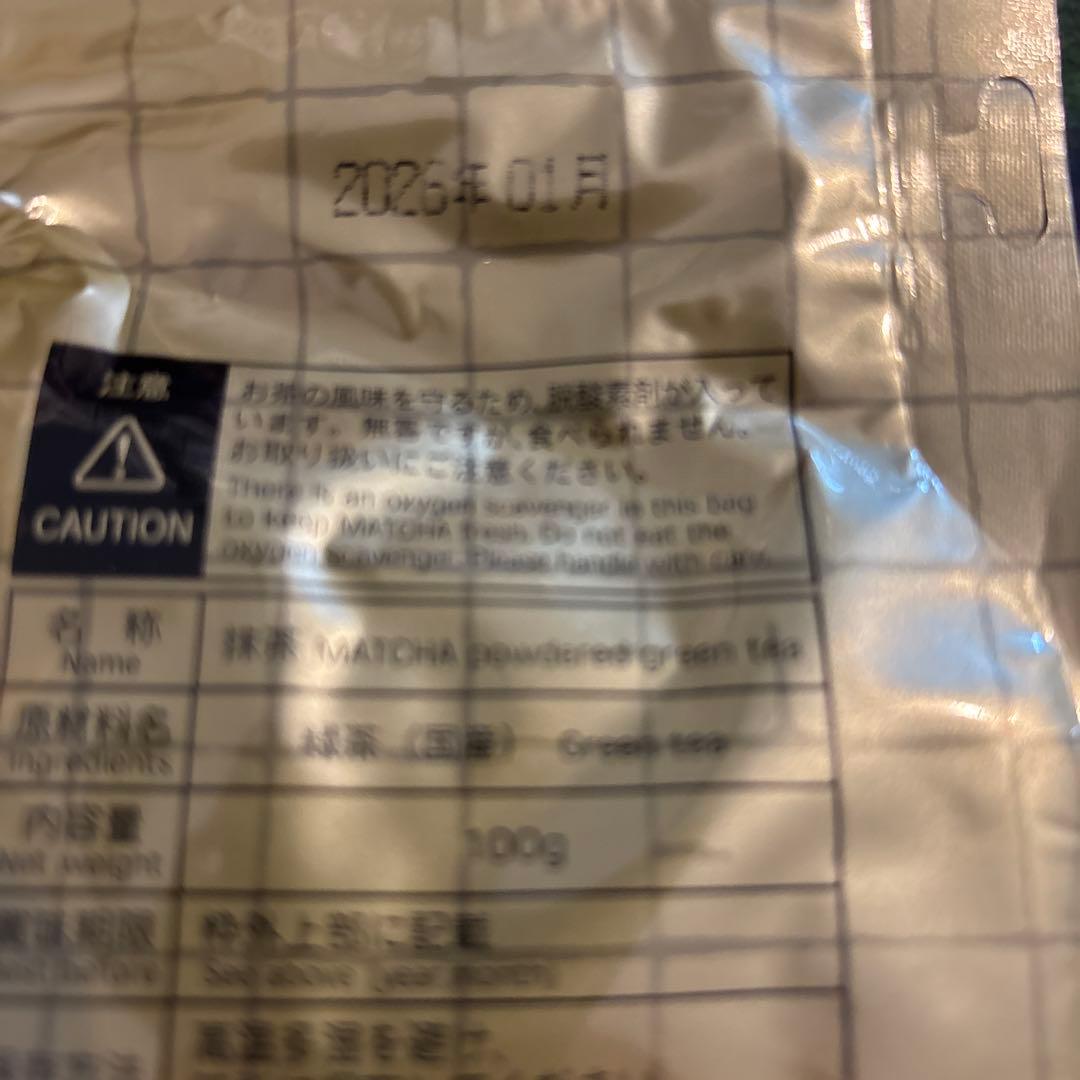 2026年 01月
注意
CAUTION
お茶の風味を守るため、脱酸素剤が入って
います。無害ですが、食べられません。
お取り扱いにご注意ください。
There is an oxygen scavenger in this bag
to keep MATCHA fresh. Do not eat the
oxygen scavenger. Please handle with care.
名 称
Name
抹茶 MATCHA powdered green tea
原材料名
Ingredients
緑茶（国産） Green tea
内容量
Net weight
100g
賞味期限
Best before
枠外上部に記載
See above (year, month)
高温多湿を避け、